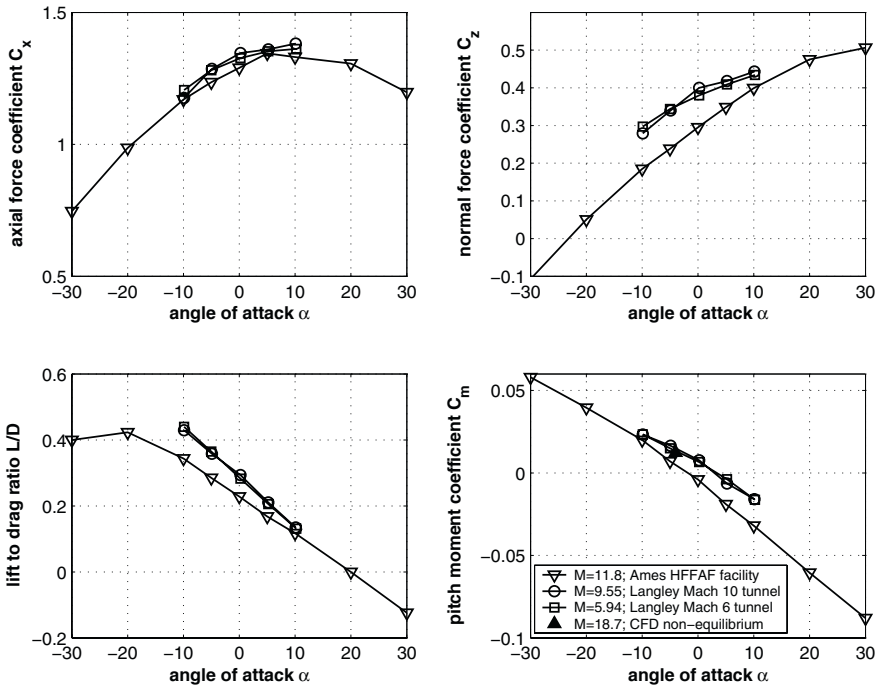 axial force coefficient Cx
1.5
1
0.5
−30 −20 −10 0 10 20 30
angle of attack α
normal force coefficient Cz
0.5
0.4
0.3
0.2
0.1
0
−0.1
−30 −20 −10 0 10 20 30
angle of attack α
lift to drag ratio L/D
0.6
0.4
0.2
0
−0.2
−30 −20 −10 0 10 20 30
angle of attack α
pitch moment coefficient Cm
0.05
0
−0.05
−0.1
M=11.8; Ames HFFAF facility
M=9.55; Langley Mach 10 tunnel
M=5.94; Langley Mach 6 tunnel
M=18.7; CFD non−equilibrium
−30 −20 −10 0 10 20 30
angle of attack α